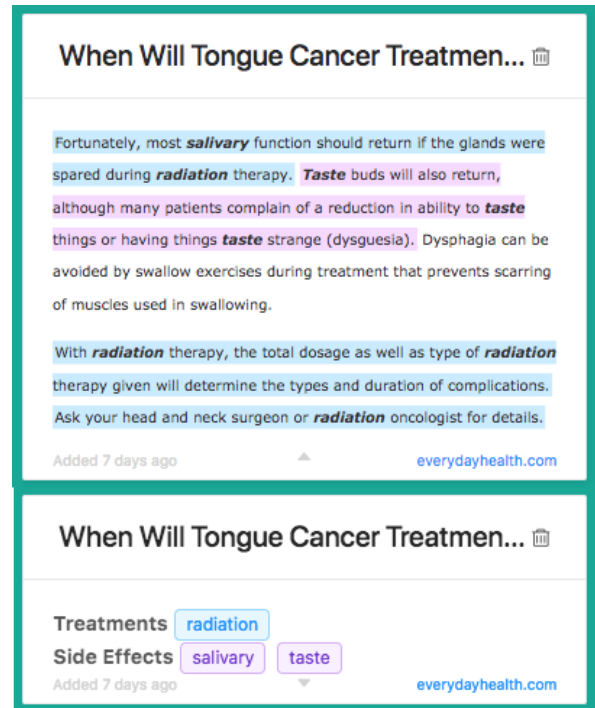 When Will Tongue Cancer Treatmen...
Fortunately, most salivary function should return if the glands were
spared during radiation therapy. Taste buds will also return,
although many patients complain of a reduction in ability to taste
things or having things taste strange (dysguesia). Dysphagia can be
avoided by swallow exercises during treatment that prevents scarring
of muscles used in swallowing.
With radiation therapy, the total dosage as well as type of radiation
therapy given will determine the types and duration of complications.
Ask your head and neck surgeon or radiation oncologist for details.
Added 7 days ago everydayhealth.com
When Will Tongue Cancer Treatmen...
Treatments radiation
Side Effects salivary taste
Added 7 days ago everydayhealth.com